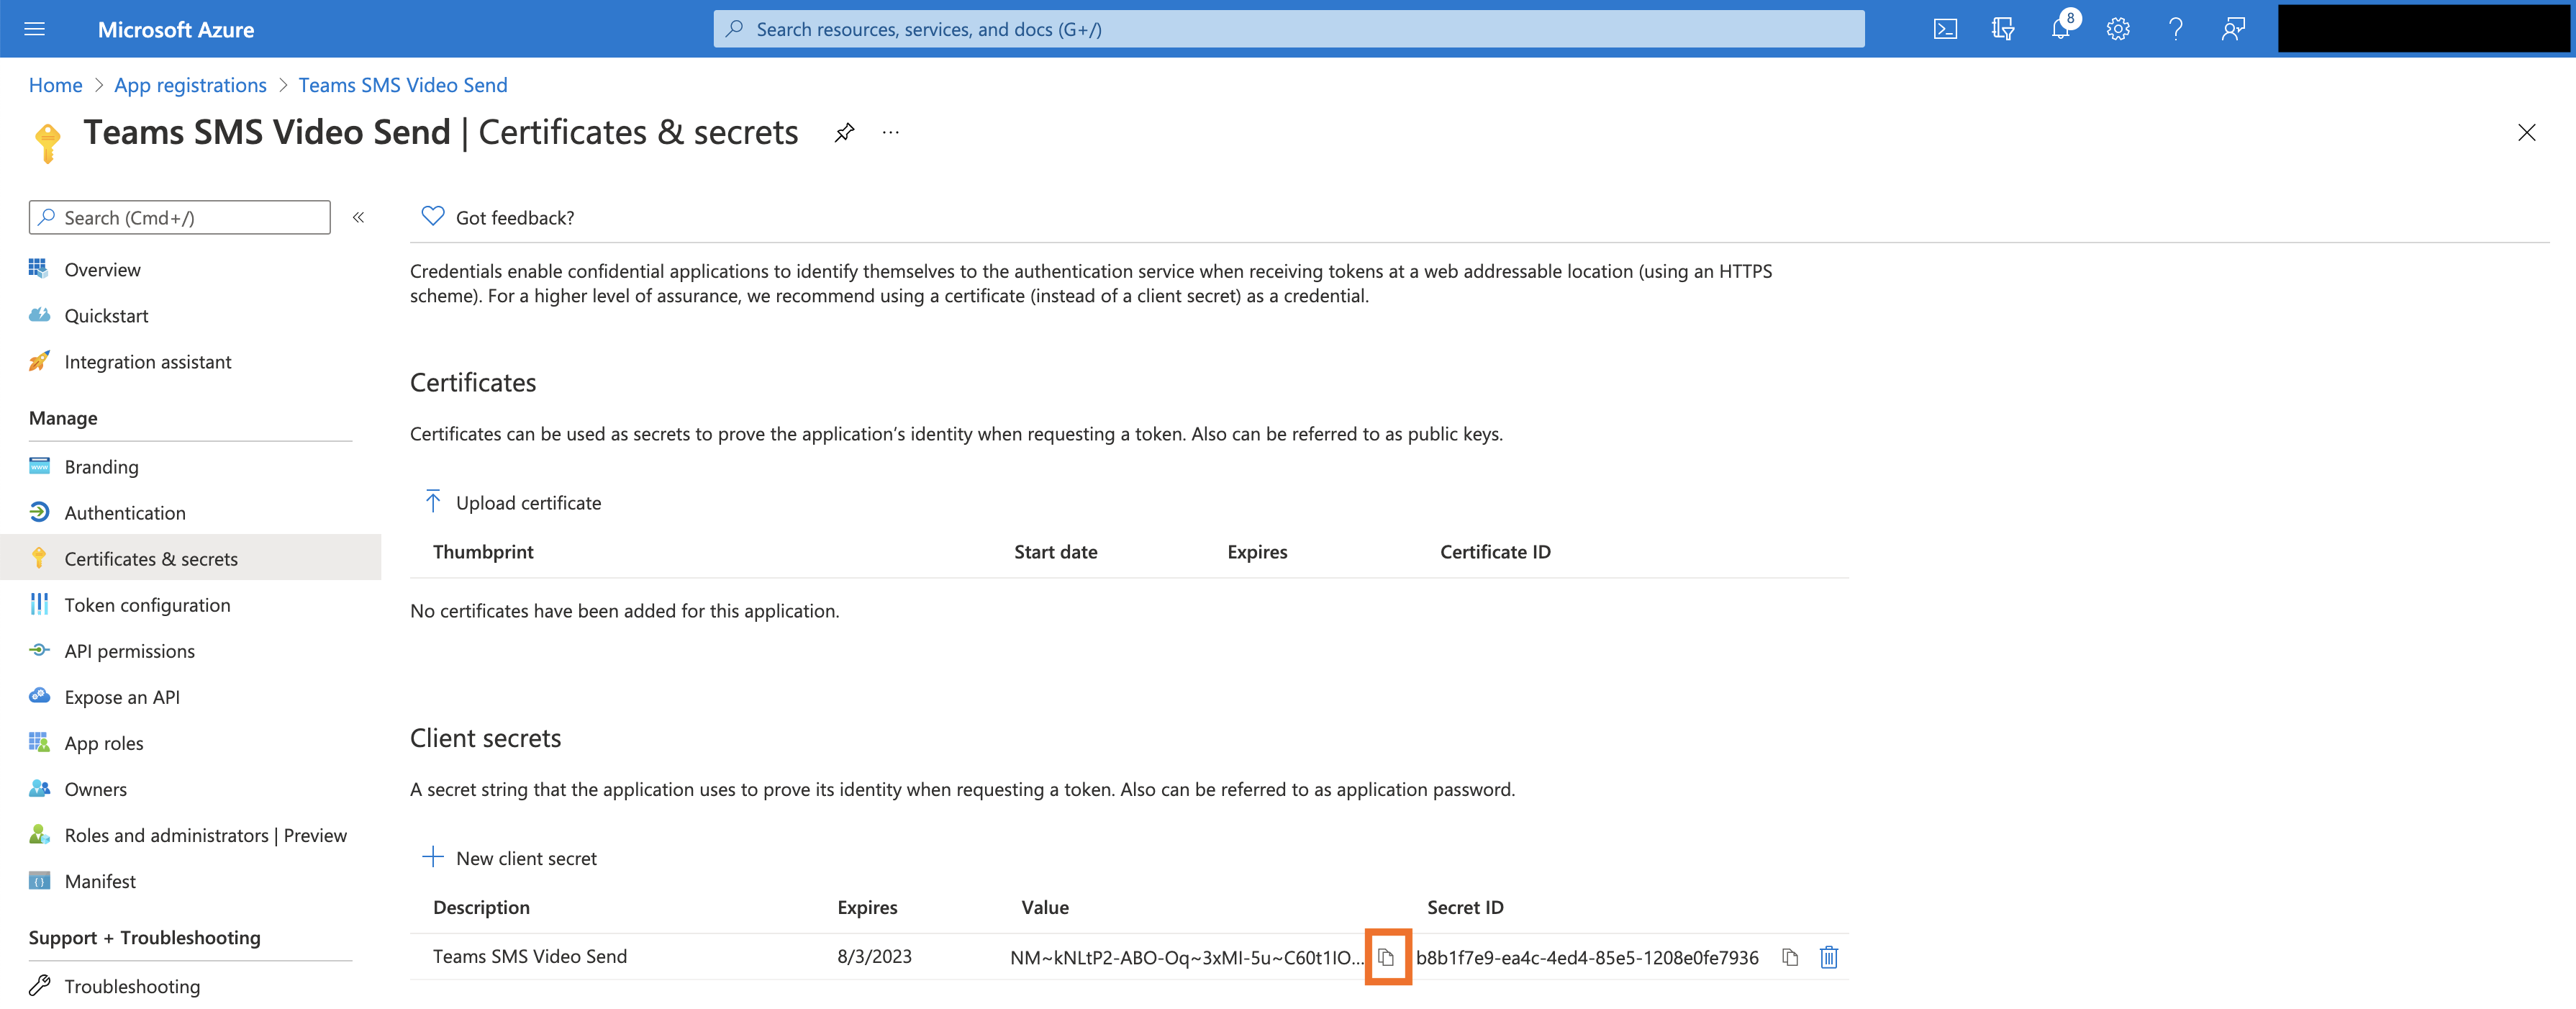 Microsoft Azure
Search resources, services, and docs (G+/)
8
Home > App registrations > Teams SMS Video Send
Teams SMS Video Send | Certificates & secrets
Search (Cmd+/)
Overview
Quickstart
Integration assistant
Manage
Branding
Authentication
Certificates & secrets
Token configuration
API permissions
Expose an API
App roles
Owners
Roles and administrators | Preview
Manifest
Support + Troubleshooting
Troubleshooting
Got feedback?
Credentials enable confidential applications to identify themselves to the authentication service when receiving tokens at a web addressable location (using an HTTPS
scheme). For a higher level of assurance, we recommend using a certificate (instead of a client secret) as a credential.
Certificates
Certificates can be used as secrets to prove the application's identity when requesting a token. Also can be referred to as public keys.
Upload certificate
Thumbprint Start date Expires Certificate ID
No certificates have been added for this application.
Client secrets
A secret string that the application uses to prove its identity when requesting a token. Also can be referred to as application password.
New client secret
Description Expires Value Secret ID
Teams SMS Video Send 8/3/2023 NM~kNLtP2-ABO-Oq~3xMI-5u~C60t1IO... b8b1f7e9-ea4c-4ed4-85e5-1208e0fe7936